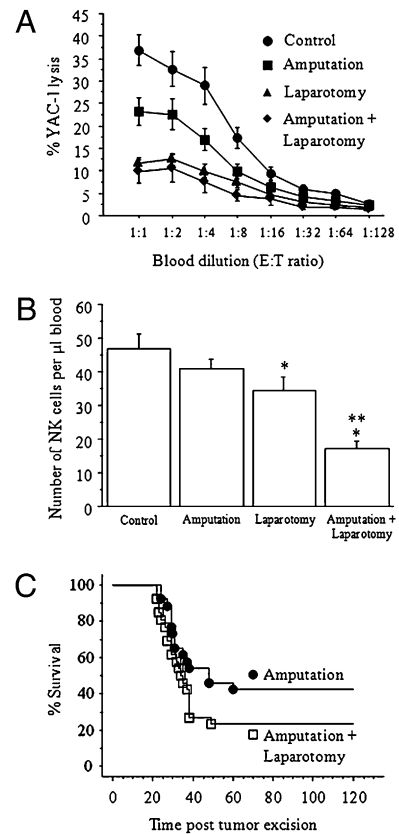 A
% YAC-1 lysis
45
40
35
30
25
20
15
10
5
0
Control
Amputation
Laparotomy
Amputation +
Laparotomy
1:1 1:2 1:4 1:8 1:16 1:32 1:64 1:128
Blood dilution (E:T ratio)
B
Number of NK cells per µl blood
60
50
40
30
20
10
0
*
**
*
Control Amputation Laparotomy Amputation +
Laparotomy
C
% Survival
100
80
60
40
20
0
Amputation
Amputation +
Laparotomy
0 20 40 60 80 100 120
Time post tumor excision